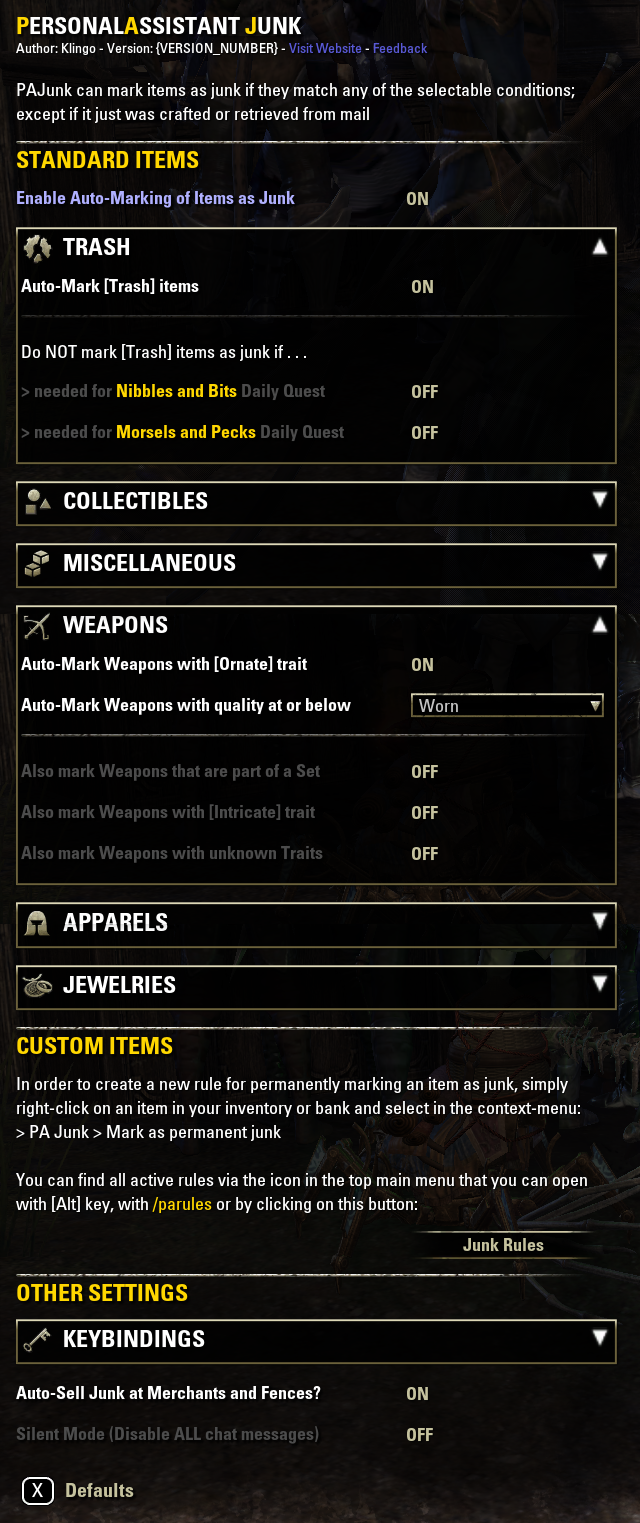 PERSONALASSISTANT JUNK
Author: Klingo - Version: {VERSION_NUMBER} - Visit Website - Feedback
PAJunk can mark items as junk if they match any of the selectable conditions;
except if it just was crafted or retrieved from mail
STANDARD ITEMS
Enable Auto-Marking of Items as Junk ON
TRASH
Auto-Mark [Trash] items ON
Do NOT mark [Trash] items as junk if . . .
> needed for Nibbles and Bits Daily Quest OFF
> needed for Morsels and Pecks Daily Quest OFF
COLLECTIBLES
MISCELLANEOUS
WEAPONS
Auto-Mark Weapons with [Ornate] trait ON
Auto-Mark Weapons with quality at or below Worn
Also mark Weapons that are part of a Set OFF
Also mark Weapons with [Intricate] trait OFF
Also mark Weapons with unknown Traits OFF
APPARELS
JEWELRIES
CUSTOM ITEMS
In order to create a new rule for permanently marking an item as junk, simply
right-click on an item in your inventory or bank and select in the context-menu:
> PA Junk > Mark as permanent junk
You can find all active rules via the icon in the top main menu that you can open
with [Alt] key, with /parules or by clicking on this button:
Junk Rules
OTHER SETTINGS
KEYBINDINGS
Auto-Sell Junk at Merchants and Fences? ON
Silent Mode (Disable ALL chat messages) OFF
X Defaults